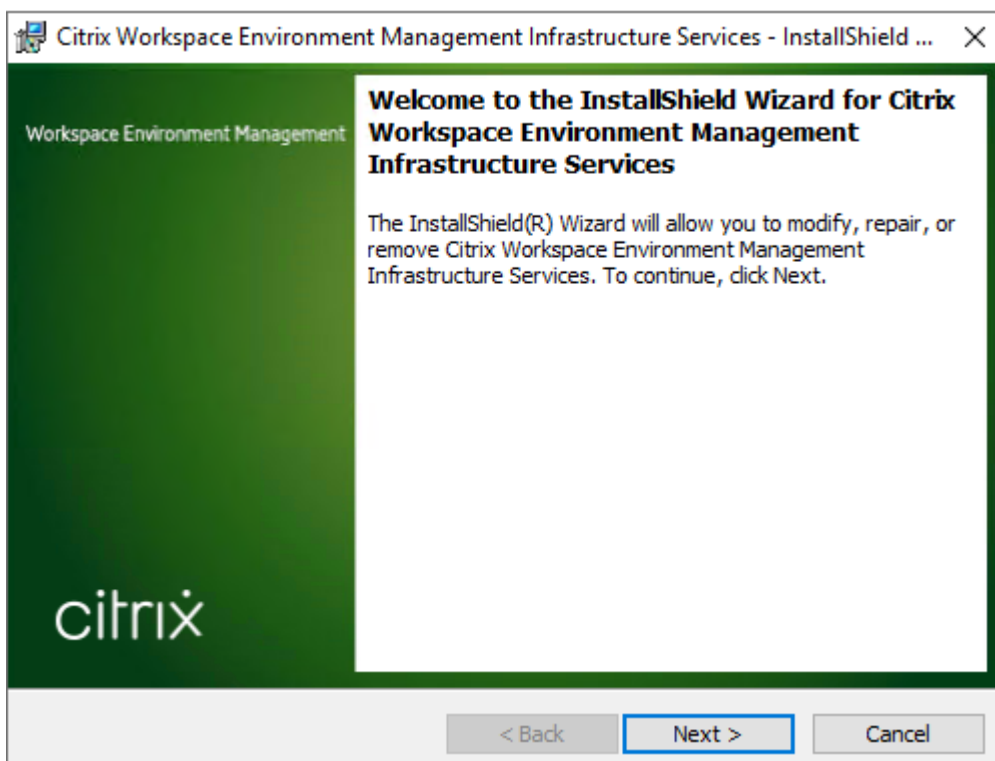 Citrix Workspace Environment Management Infrastructure Services - InstallShield ...
Workspace Environment Management
Welcome to the InstallShield Wizard for Citrix
Workspace Environment Management
Infrastructure Services
The InstallShield(R) Wizard will allow you to modify, repair, or
remove Citrix Workspace Environment Management
Infrastructure Services. To continue, click Next.
citrix
< Back
Next >
Cancel